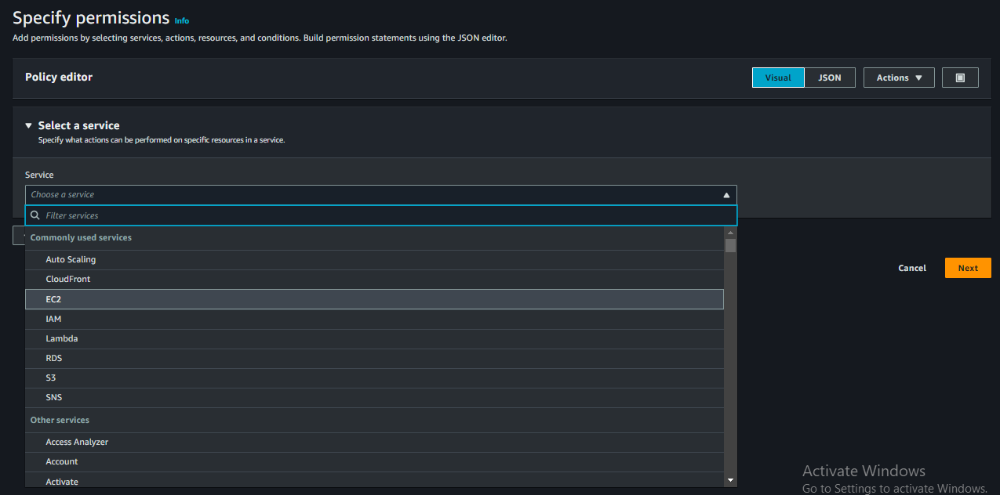 Specify permissions Info
Add permissions by selecting services, actions, resources, and conditions. Build permission statements using the JSON editor.
Policy editor
Visual
JSON
Actions
Select a service
Specify what actions can be performed on specific resources in a service.
Service
Choose a service
Filter services
Commonly used services
Auto Scaling
CloudFront
EC2
IAM
Lambda
RDS
S3
SNS
Other services
Access Analyzer
Account
Activate
Cancel
Next
Activate Windows
Go to Settings to activate Windows.